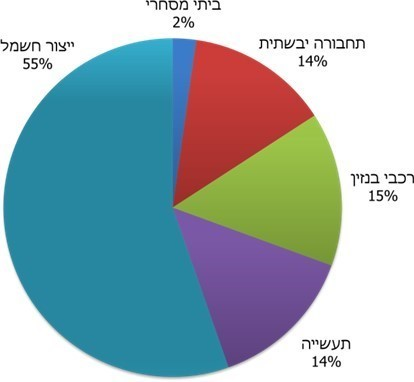 ביתי מסחרי
2%
תחבורה יבשתית
14%
רכבי בנזין
15%
תעשייה
14%
ייצור חשמל
55%